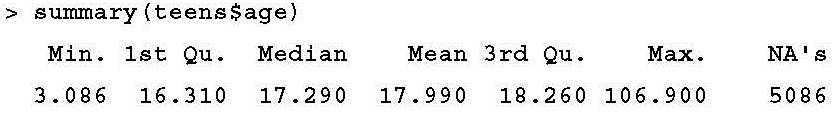 > summary(teens$age)
Min. 1st Qu. Median Mean 3rd Qu. Max. NA's
3.086 16.310 17.290 17.990 18.260 106.900 5086